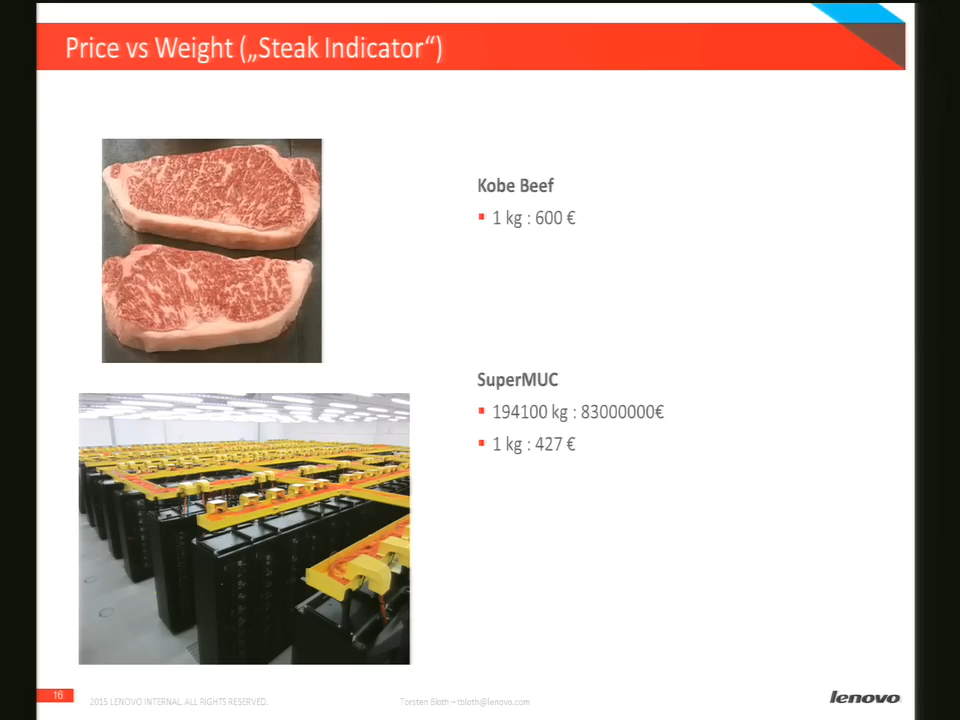 Price vs Weight („Steak Indicator“)
Kobe Beef
1 kg : 600 €
SuperMUC
194100 kg : 83000000€
1 kg : 427 €
16
2015 LENOVO INTERNAL. ALL RIGHTS RESERVED.
Torsten Bloth – tbloth@lenovo.com
lenovo